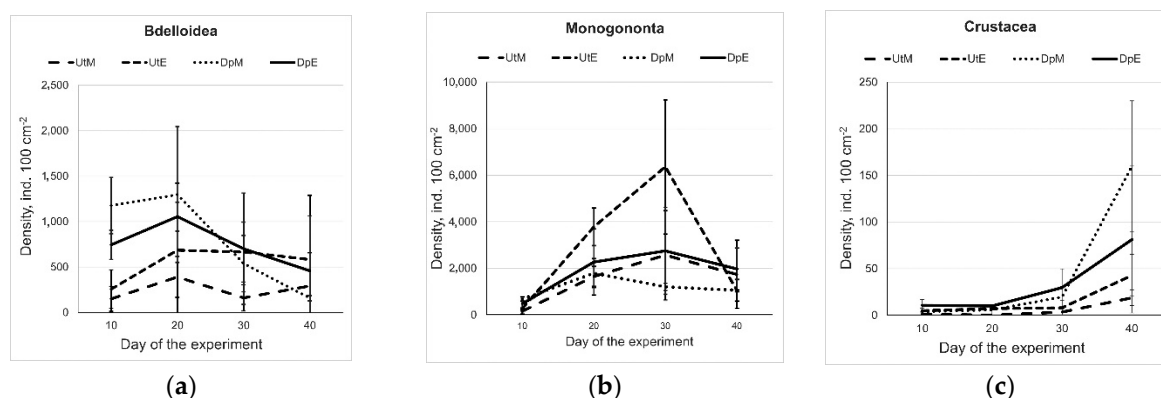 Bdelloidea
UtM UtE DpM DpE
Density, ind. 100 cm-2
2,500
2,000
1,500
1,000
500
0
10 20 30 40
Day of the experiment
(a)
Monogononta
UtM UtE DpM DpE
Density, ind. 100 cm-2
10,000
8,000
6,000
4,000
2,000
0
10 20 30 40
Day of the experiment
(b)
Crustacea
UtM UtE DpM DpE
Density, ind. 100 cm-2
250
200
150
100
50
0
10 20 30 40
Day of the experiment
(c)